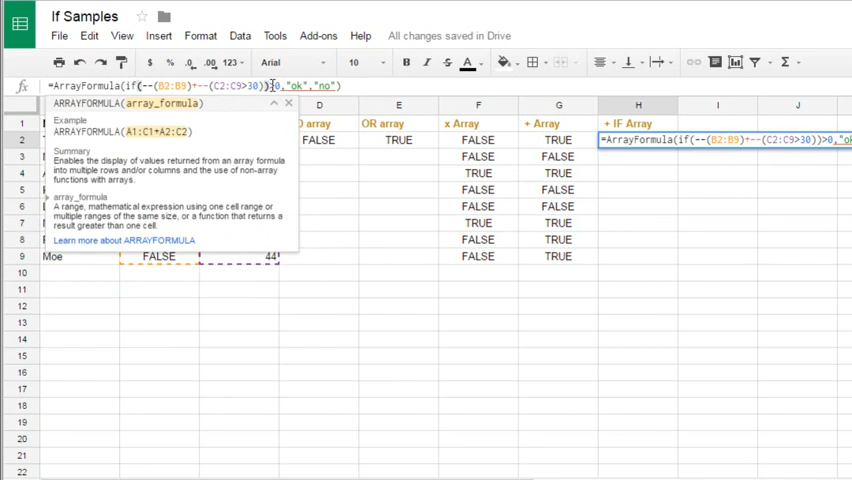 If Samples
File Edit View Insert Format Data Tools Add-ons Help All changes saved in Drive
$ % .0 .00 123 Arial 10 B I S A
fx =ArrayFormula(if(--(B2:B9)+--(C2:C9>30))>0,"ok","no")
ARRAYFORMULA(array_formula)
Example
ARRAYFORMULA(A1:C1+A2:C2)
Summary
Enables the display of values returned from an array formula
into multiple rows and/or columns and the use of non-array
functions with arrays.
array_formula
A range, mathematical expression using one cell range or
multiple ranges of the same size, or a function that returns a
result greater than one cell.
Learn more about ARRAYFORMULA
D E F G H I J
1 array OR array x Array + Array + IF Array
2 FALSE TRUE FALSE TRUE =ArrayFormula(if(--(B2:B9)+--(C2:C9>30))>0,"ok
3 FALSE FALSE
4 TRUE TRUE
5 FALSE FALSE
6 FALSE FALSE
7 TRUE TRUE
8 FALSE TRUE
9 Moe FALSE 44 FALSE TRUE
10
11
12
13
14
15
16
17
18
19
20
21
22